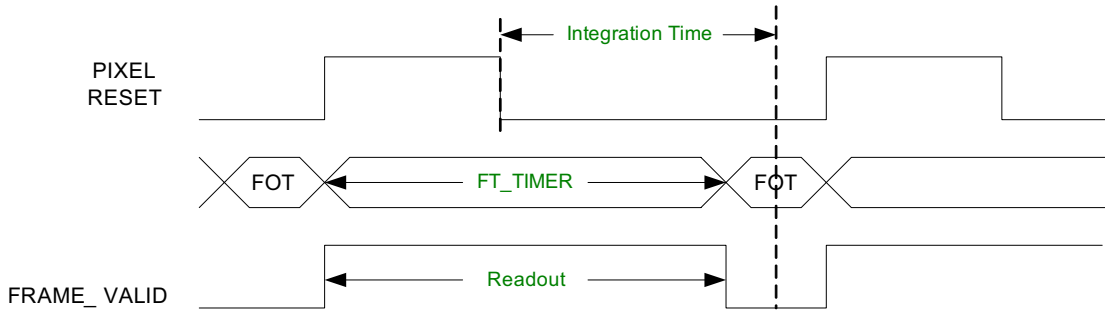 Integration Time
PIXEL
RESET
FOT
FT_TIMER
FOT
Readout
FRAME_ VALID